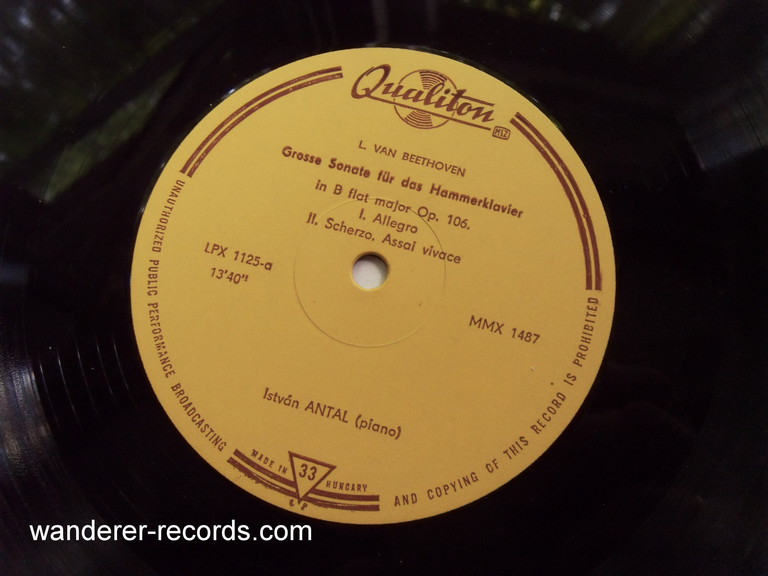 Qualiton
MHZ
L. VAN BEETHOVEN
Grosse Sonate für das Hammerklavier
in B flat major Op. 106.
I. Allegro
II. Scherzo. Assai vivace
LPX 1125-a
13'40"
MMX 1487
István ANTAL (piano)
MADE IN 33 HUNGARY
LP
UNAUTHORIZED PUBLIC PERFORMANCE BROADCASTING
AND COPYING OF THIS RECORD IS PROHIBITED
wanderer-records.com